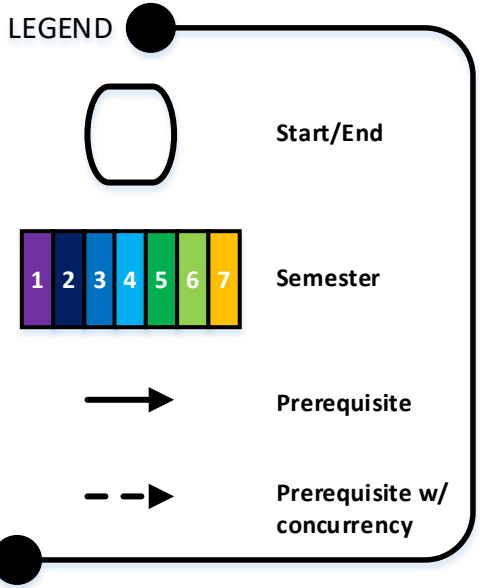 LEGEND
Start/End
1 2 3 4 5 6 7
Semester
Prerequisite
Prerequisite w/
concurrency